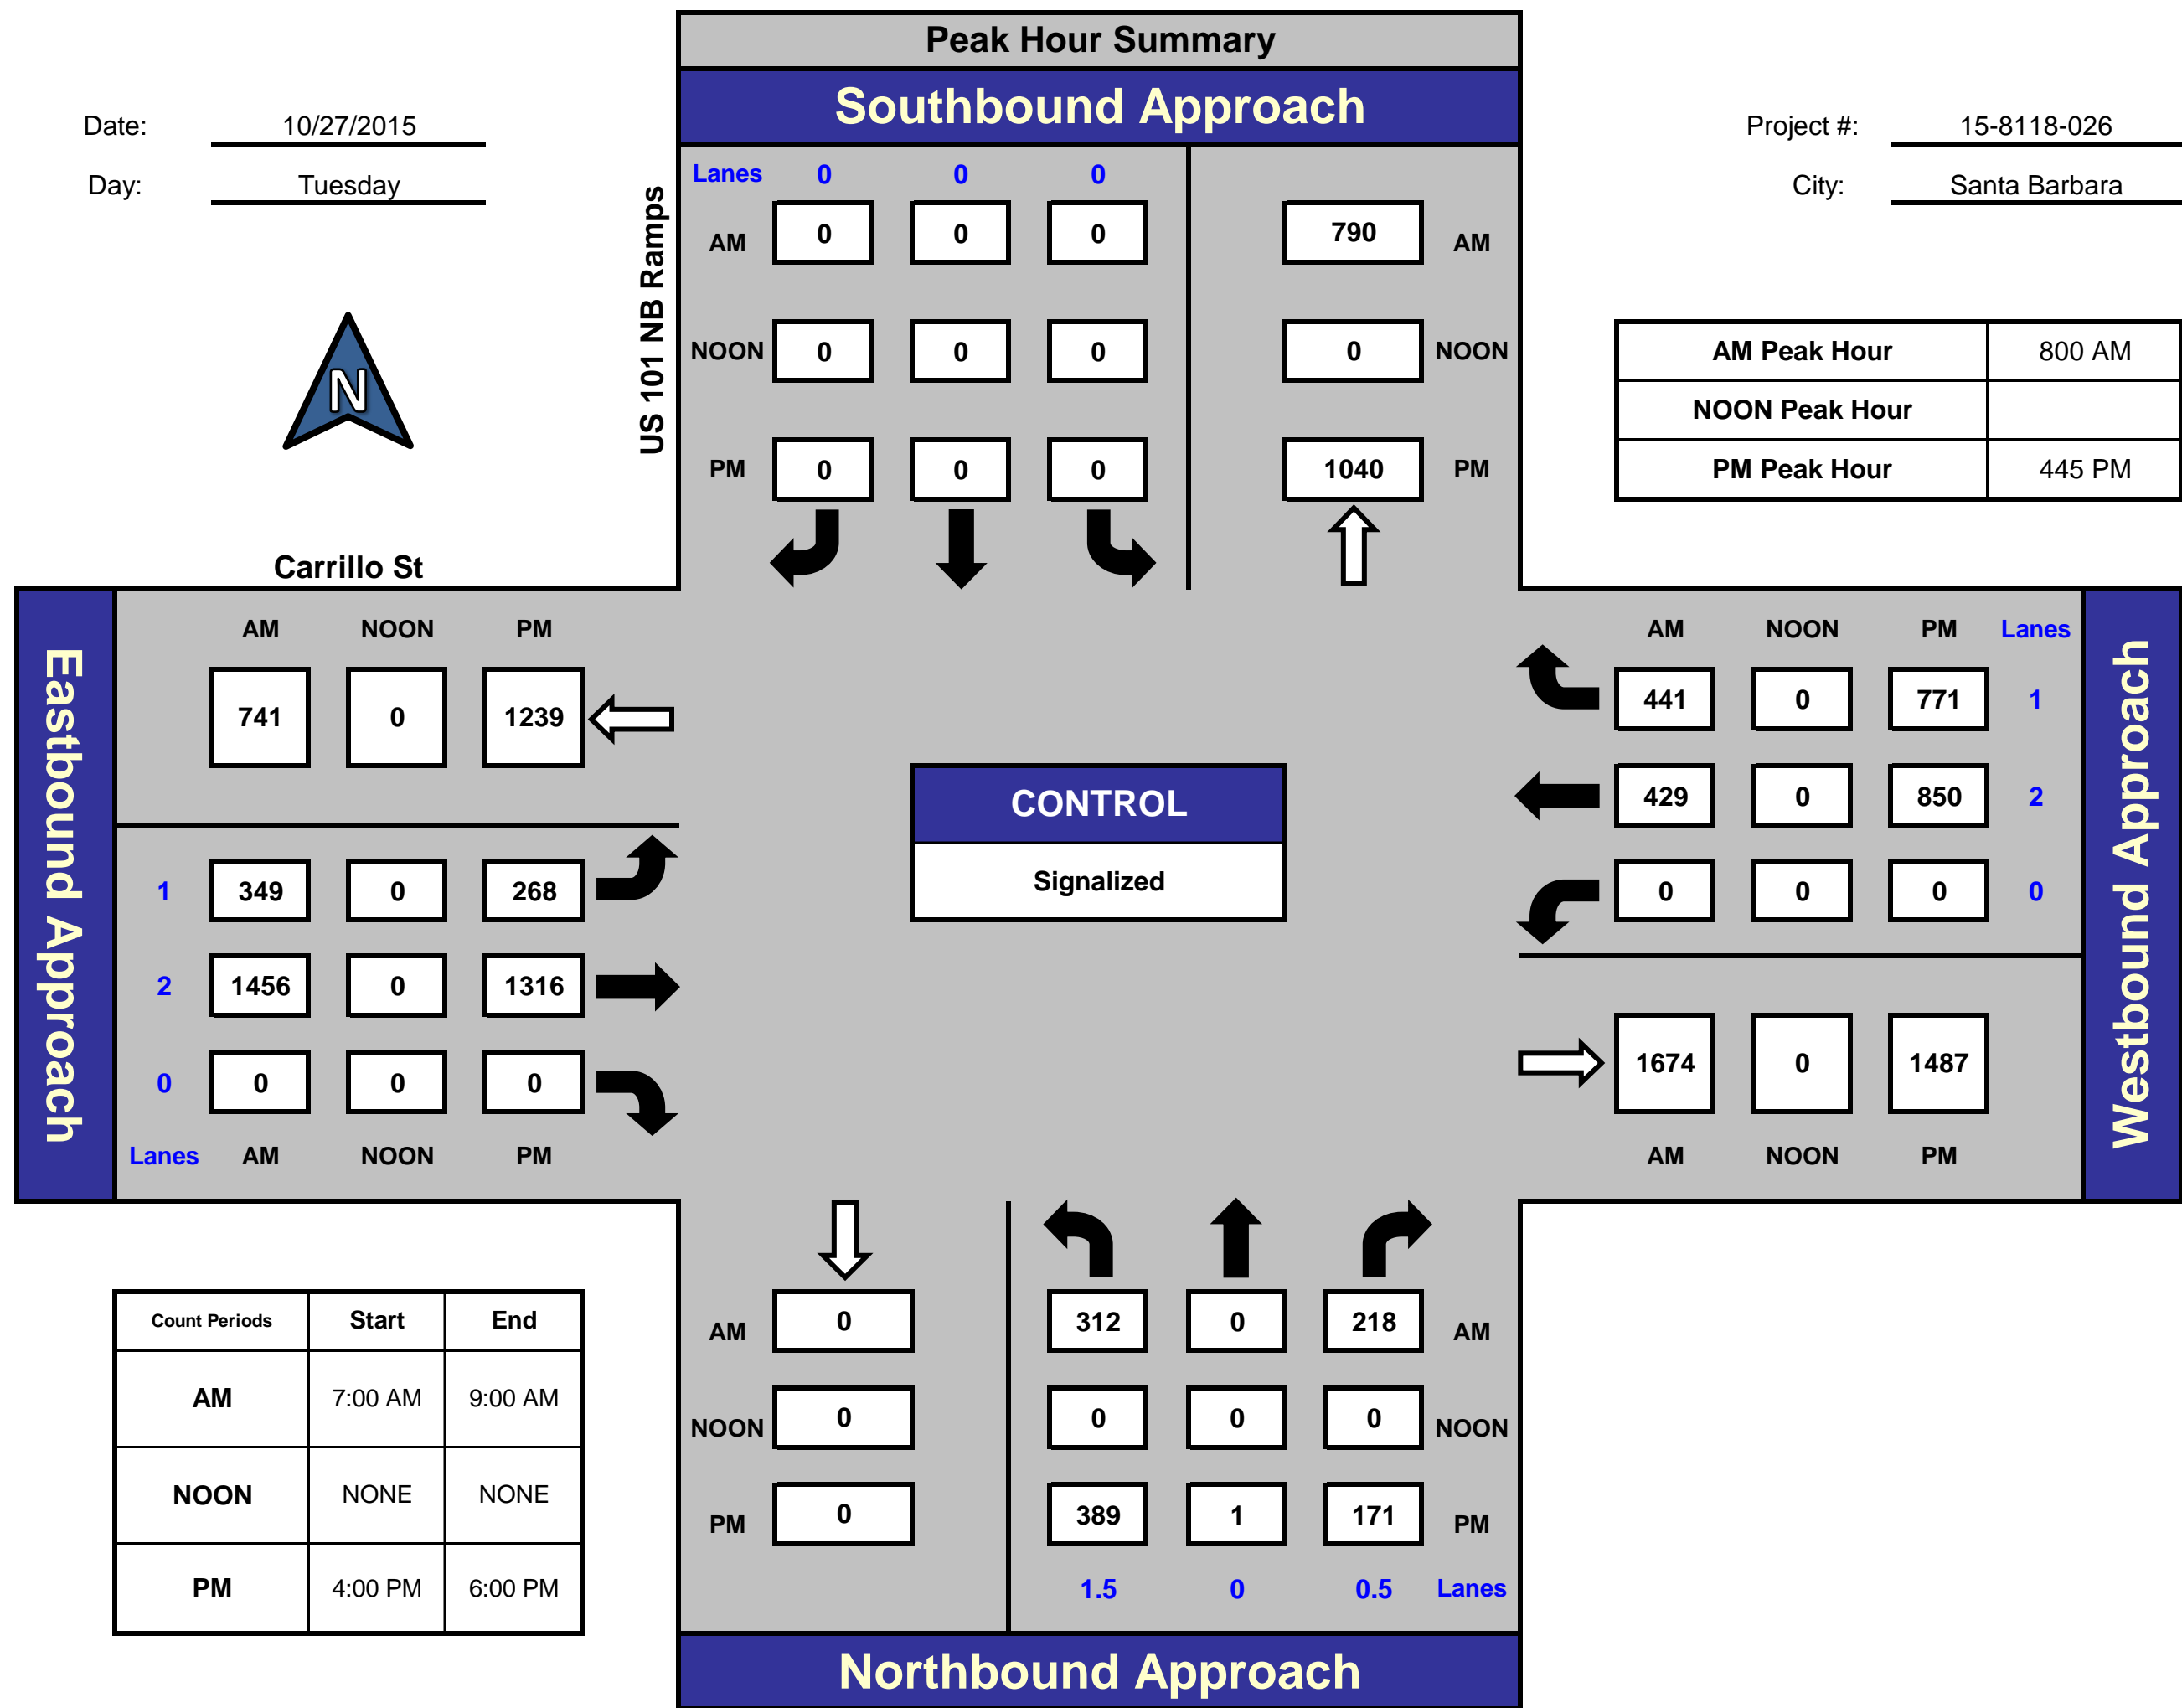 Peak Hour Summary
Southbound Approach
Date: 10/27/2015
Project #: 15-8118-026
Day: Tuesday
City: Santa Barbara
US 101 NB Ramps
Lanes 0 0 0
AM 0 0 0 790 AM
NOON 0 0 0 0 NOON
PM 0 0 0 1040 PM
N
AM Peak Hour 800 AM
NOON Peak Hour
PM Peak Hour 445 PM
Carrillo St
Eastbound Approach
AM NOON PM
741 0 1239
1 349 0 268
2 1456 0 1316
0 0 0 0
Lanes AM NOON PM
CONTROL
Signalized
AM NOON PM Lanes
441 0 771 1
429 0 850 2
0 0 0 0
1674 0 1487
AM NOON PM
Westbound Approach
Count Periods Start End
AM 7:00 AM 9:00 AM
NOON NONE NONE
PM 4:00 PM 6:00 PM
AM 0 312 0 218 AM
NOON 0 0 0 0 NOON
PM 0 389 1 171 PM
1.5 0 0.5 Lanes
Northbound Approach